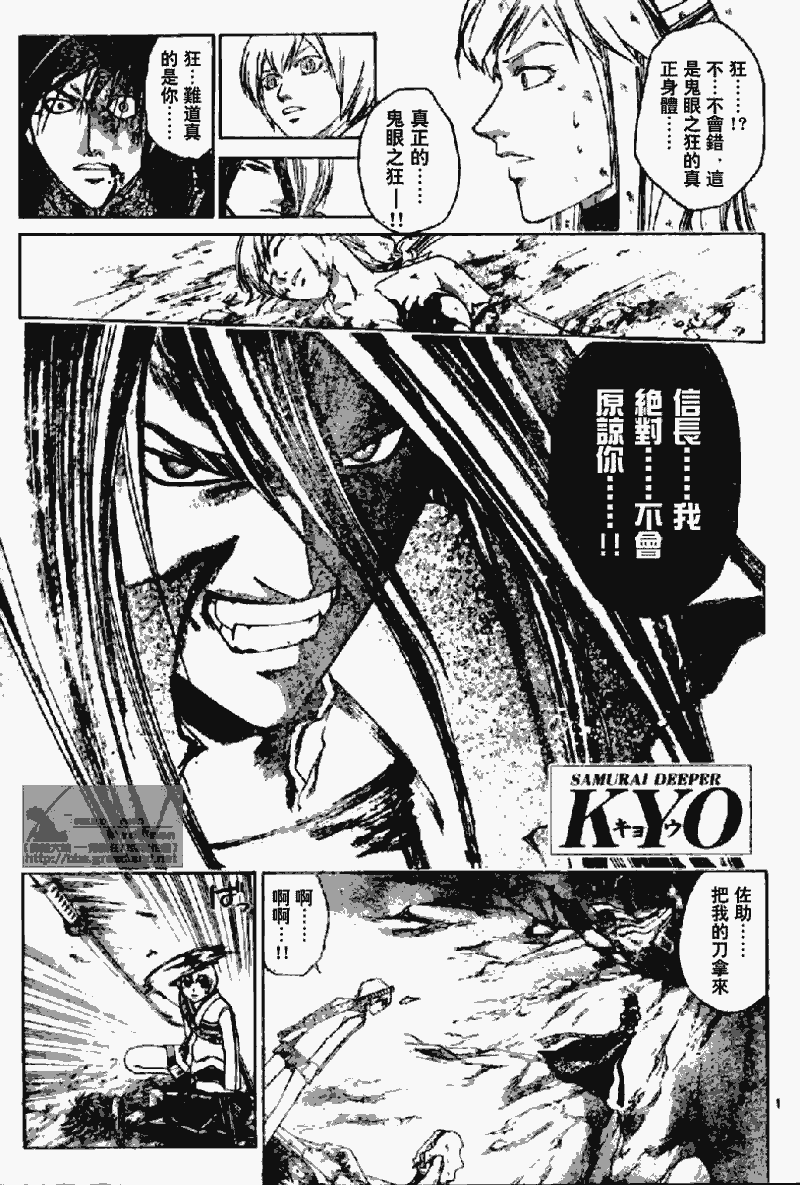 狂……!?
不…不會錯，這
是鬼眼之狂的真
正身體……
真正的……
鬼眼之狂—!!
狂…難道真
的是你……
信長……我
絕對……不會
原諒你……!!
SAMURAI DEEPER
KYO
キョウ
佐助……
把我的刀拿來
啊……
啊啊…!!
ばっ
1